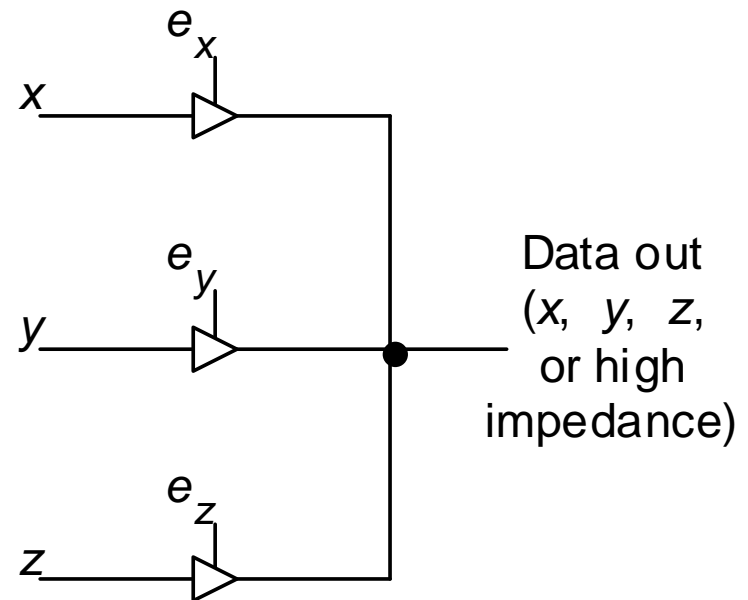 e_x
x
e_y
y
Data out
(x, y, z,
or high
impedance)
e_z
z